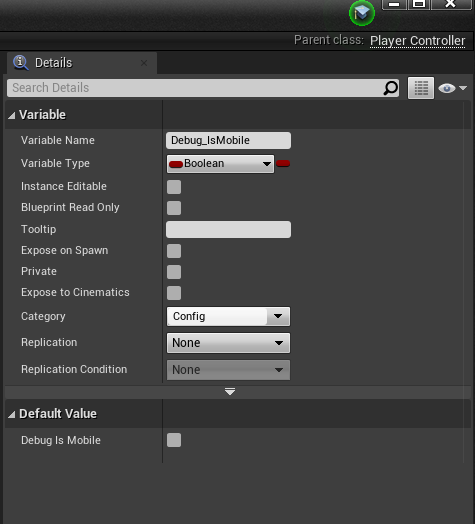 Parent class: Player Controller
Details
Search Details
Variable
Variable Name Debug_IsMobile
Variable Type Boolean
Instance Editable
Blueprint Read Only
Tooltip
Expose on Spawn
Private
Expose to Cinematics
Category Config
Replication None
Replication Condition None
Default Value
Debug Is Mobile